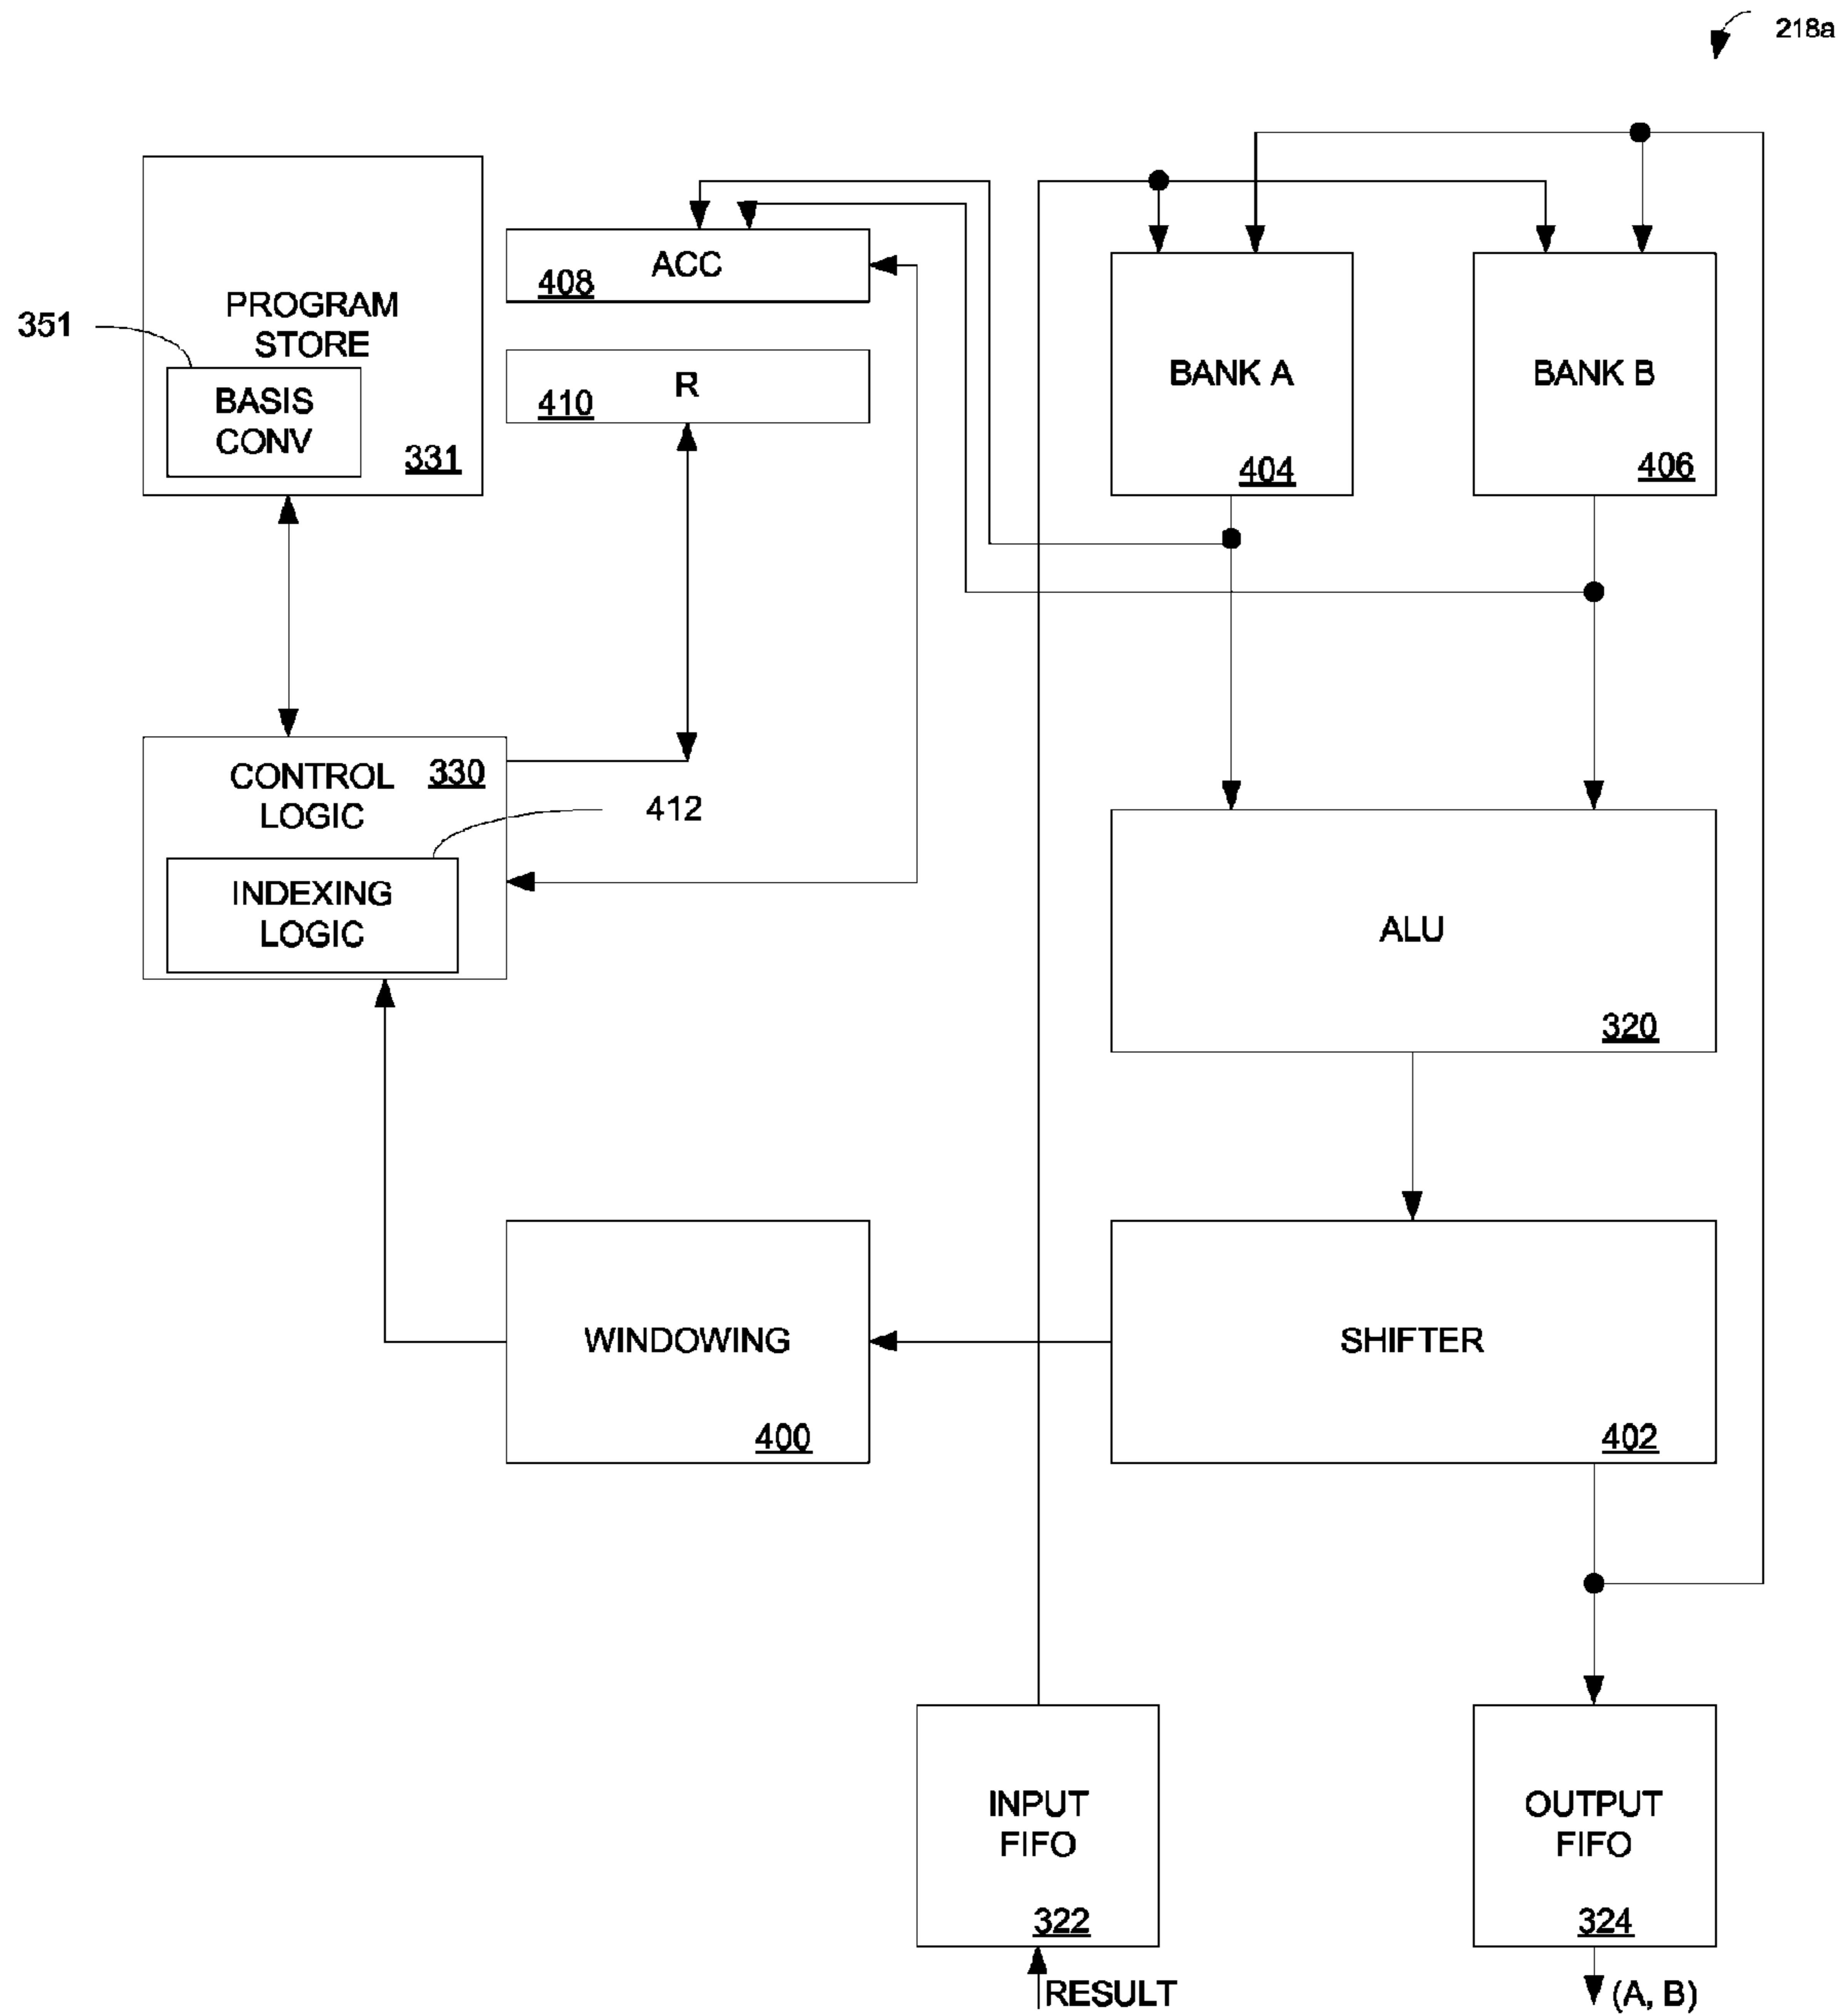 218a
PROGRAM
STORE
351
BASIS
CONV
331
ACC
408
R
410
BANK A
404
BANK B
406
CONTROL
LOGIC
330
412
INDEXING
LOGIC
ALU
320
WINDOWING
400
SHIFTER
402
INPUT
FIFO
322
RESULT
OUTPUT
FIFO
324
(A, B)